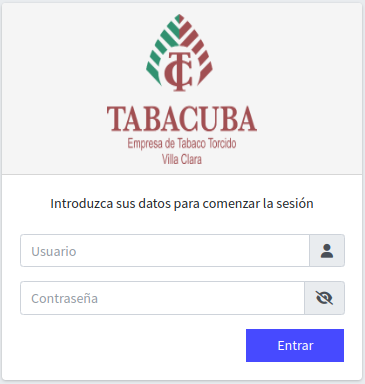 TC
TABACUBA
Empresa de Tabaco Torcido
Villa Clara
Introduzca sus datos para comenzar la sesión
Usuario
Contraseña
Entrar